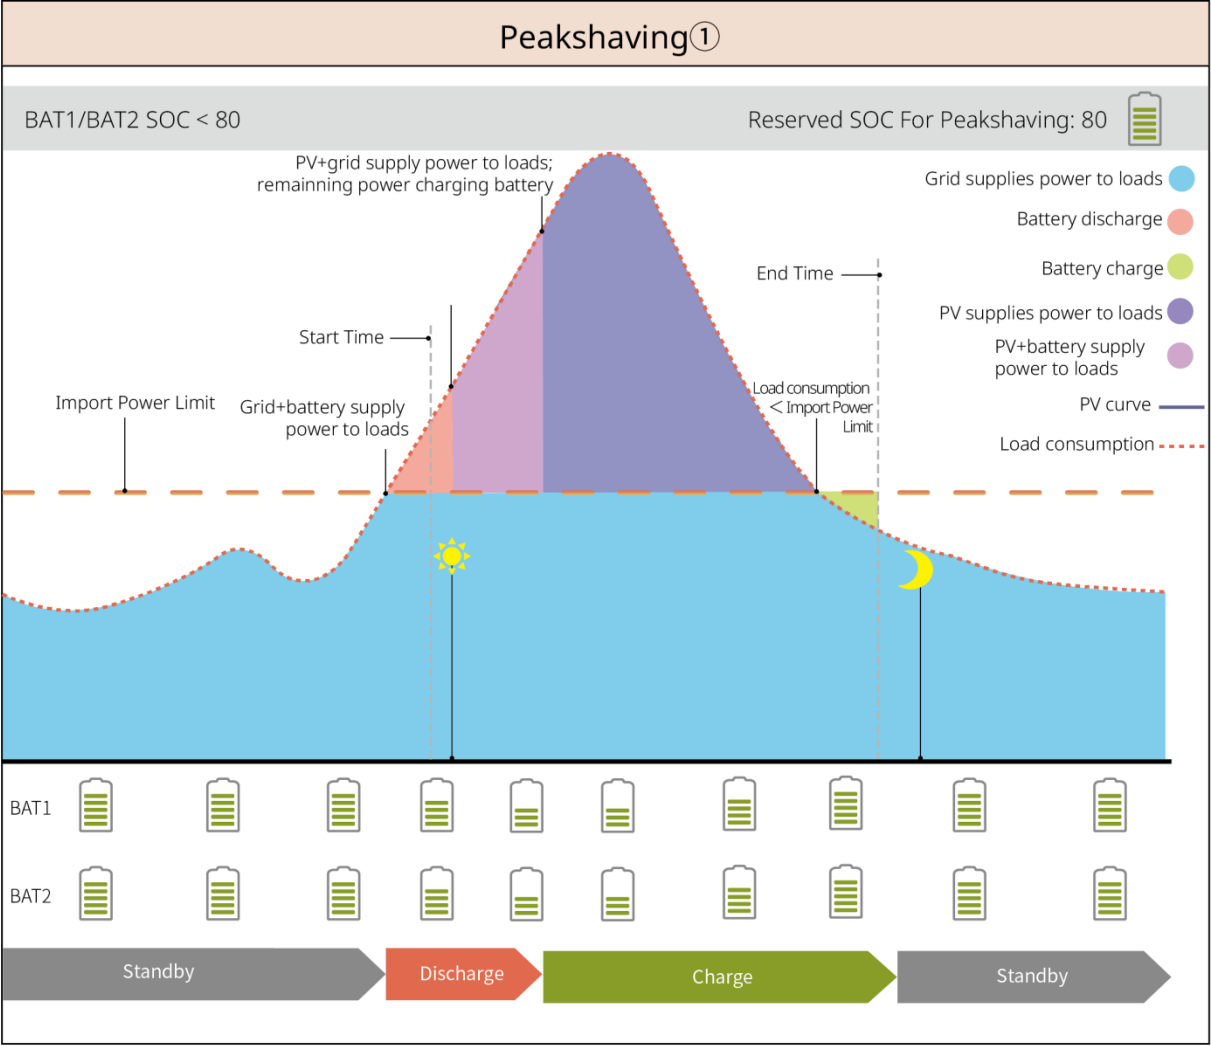 Peakshaving①
BAT1/BAT2 SOC < 80
Reserved SOC For Peakshaving: 80
PV+grid supply power to loads;
remainning power charging battery
Grid supplies power to loads
Battery discharge
Battery charge
PV supplies power to loads
PV+battery supply
power to loads
PV curve
Load consumption
End Time
Start Time
Import Power Limit
Grid+battery supply
power to loads
Load consumption
< Import Power
Limit
BAT1
BAT2
Standby
Discharge
Charge
Standby